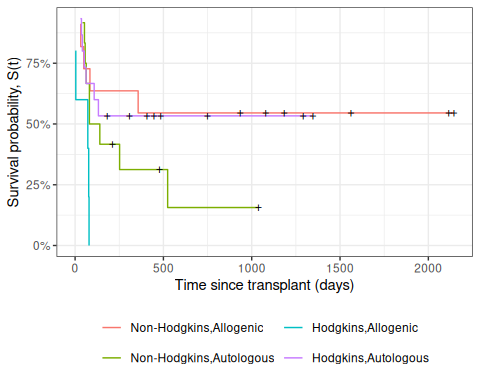 Survival probability, S(t)
75%
50%
25%
0%
0 500 1000 1500 2000
Time since transplant (days)
Non-Hodgkins,Allogenic Hodgkins,Allogenic
Non-Hodgkins,Autologous Hodgkins,Autologous